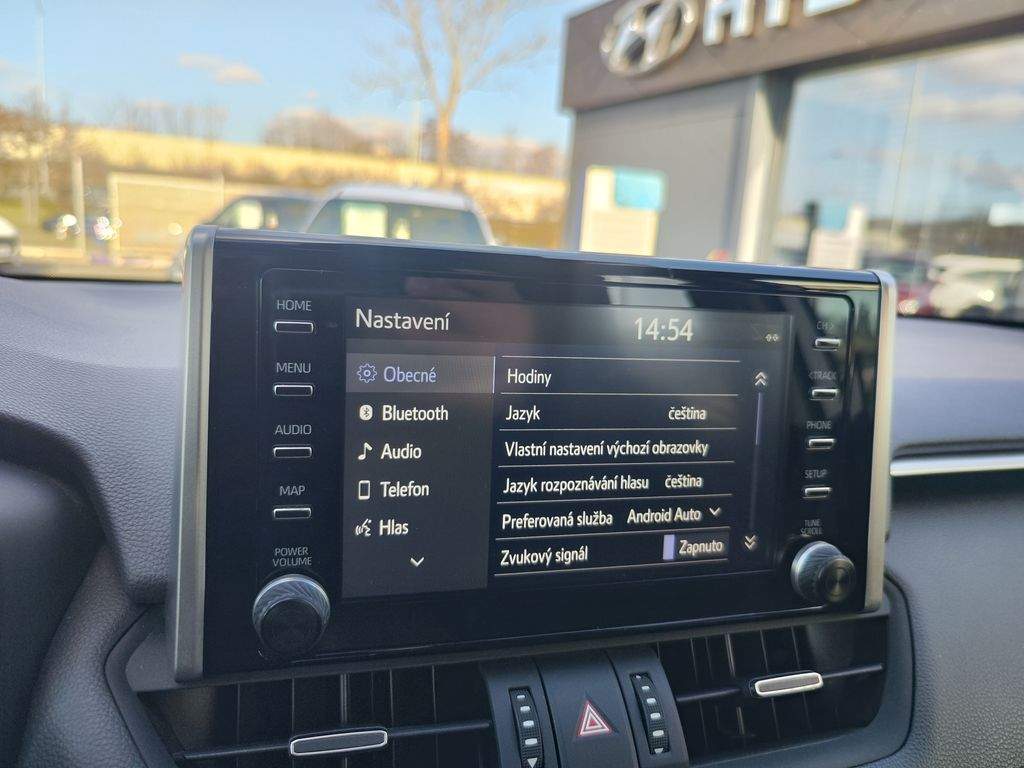 HOME
MENU
AUDIO
MAP
POWER
VOLUME
Nastavení
14:54
Obecné
Bluetooth
Audio
Telefon
Hlas
Hodiny
Jazyk čeština
Vlastní nastavení výchozí obrazovky
Jazyk rozpoznávání hlasu čeština
Preferovaná služba Android Auto
Zvukový signál Zapnuto
CH >
< TRACK
PHONE
SETUP
TUNE
SCROLL